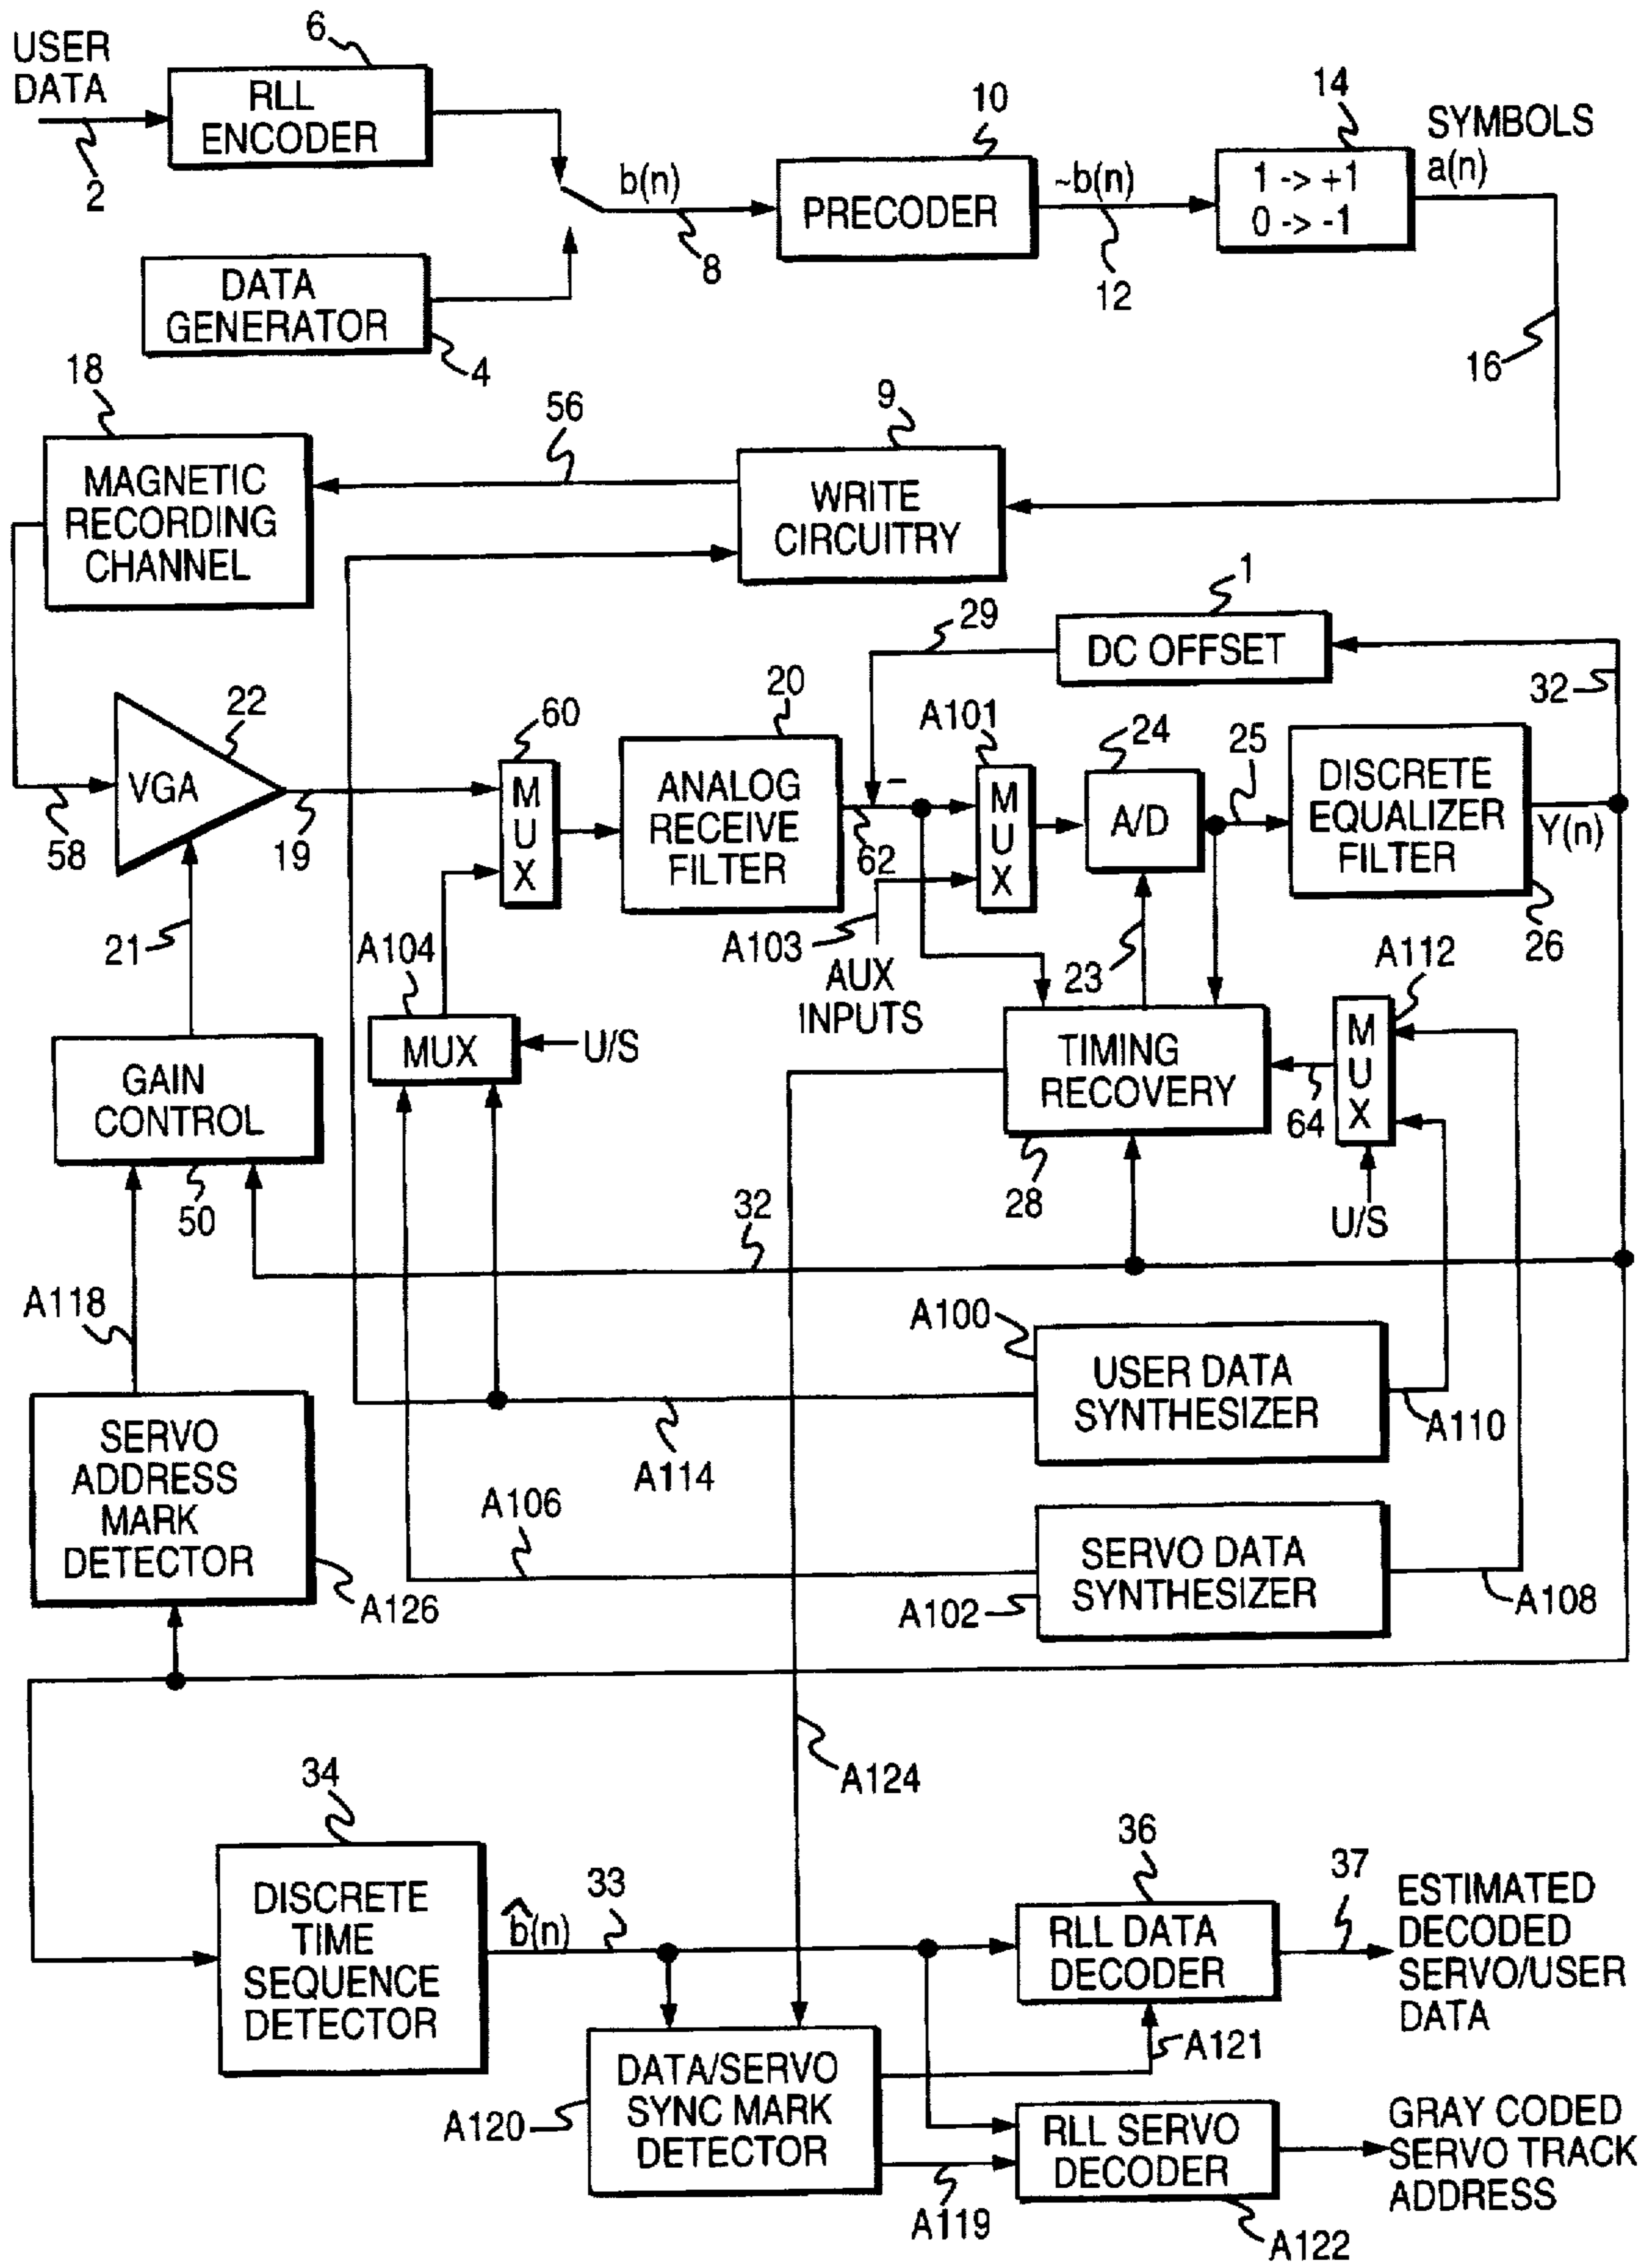 USER
DATA
2
6
RLL
ENCODER
DATA
GENERATOR
4
b(n)
8
10
PRECODER
~b(n)
12
14
1 -> +1
0 -> -1
SYMBOLS
a(n)
16
18
MAGNETIC
RECORDING
CHANNEL
56
9
WRITE
CIRCUITRY
1
DC OFFSET
29
32
22
VGA
58
19
21
60
MUX
20
ANALOG
RECEIVE
FILTER
62
-
A101
MUX
A103
AUX
INPUTS
24
A/D
25
23
DISCRETE
EQUALIZER
FILTER
Y(n)
26
GAIN
CONTROL
50
A104
MUX
U/S
TIMING
RECOVERY
28
64
A112
MUX
U/S
32
A118
A100
USER DATA
SYNTHESIZER
A110
A114
SERVO
ADDRESS
MARK
DETECTOR
A126
A106
SERVO DATA
SYNTHESIZER
A102
A108
A124
34
DISCRETE
TIME
SEQUENCE
DETECTOR
b̂(n)
33
36
RLL DATA
DECODER
37
ESTIMATED
DECODED
SERVO/USER
DATA
A121
DATA/SERVO
SYNC MARK
DETECTOR
A120
A119
RLL SERVO
DECODER
A122
GRAY CODED
SERVO TRACK
ADDRESS